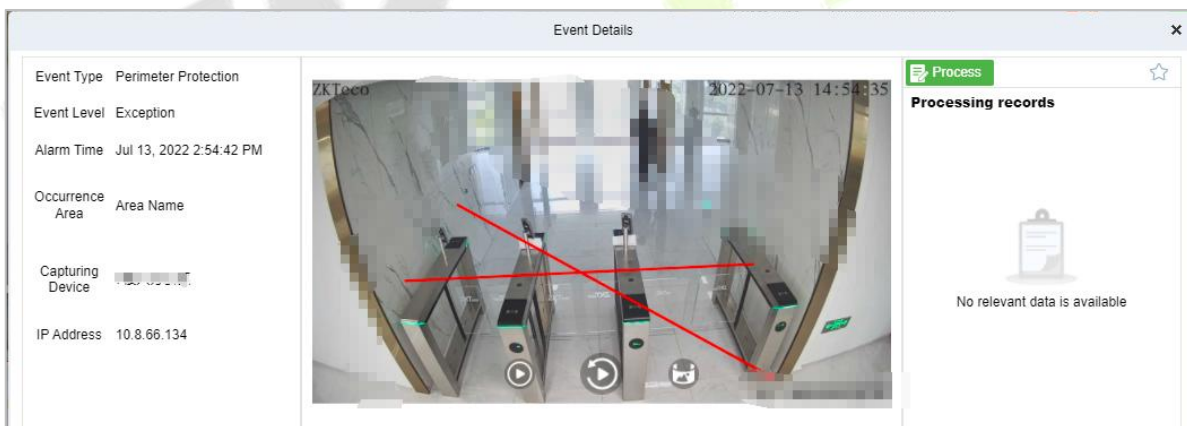 Event Details
Event Type Perimeter Protection
Event Level Exception
Alarm Time Jul 13, 2022 2:54:42 PM
Occurrence
Area
Area Name
Capturing
Device
IP Address 10.8.66.134
ZKTeco
2022-07-13 14:54:35
Process
Processing records
No relevant data is available